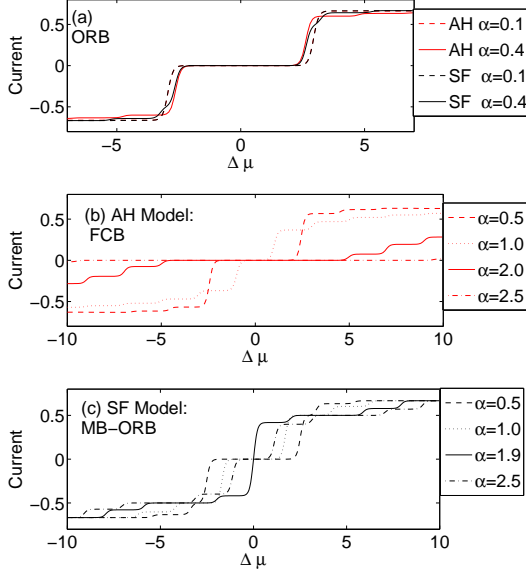 (a)
ORB
Current
0.5
0
−0.5
−5
0
5
Δ μ
AH α=0.1
AH α=0.4
SF α=0.1
SF α=0.4
(b) AH Model:
FCB
Current
0.5
0
−0.5
−10
−5
0
5
10
Δ μ
α=0.5
α=1.0
α=2.0
α=2.5
(c) SF Model:
MB−ORB
Current
0.5
0
−0.5
−10
−5
0
5
10
Δ μ
α=0.5
α=1.0
α=1.9
α=2.5